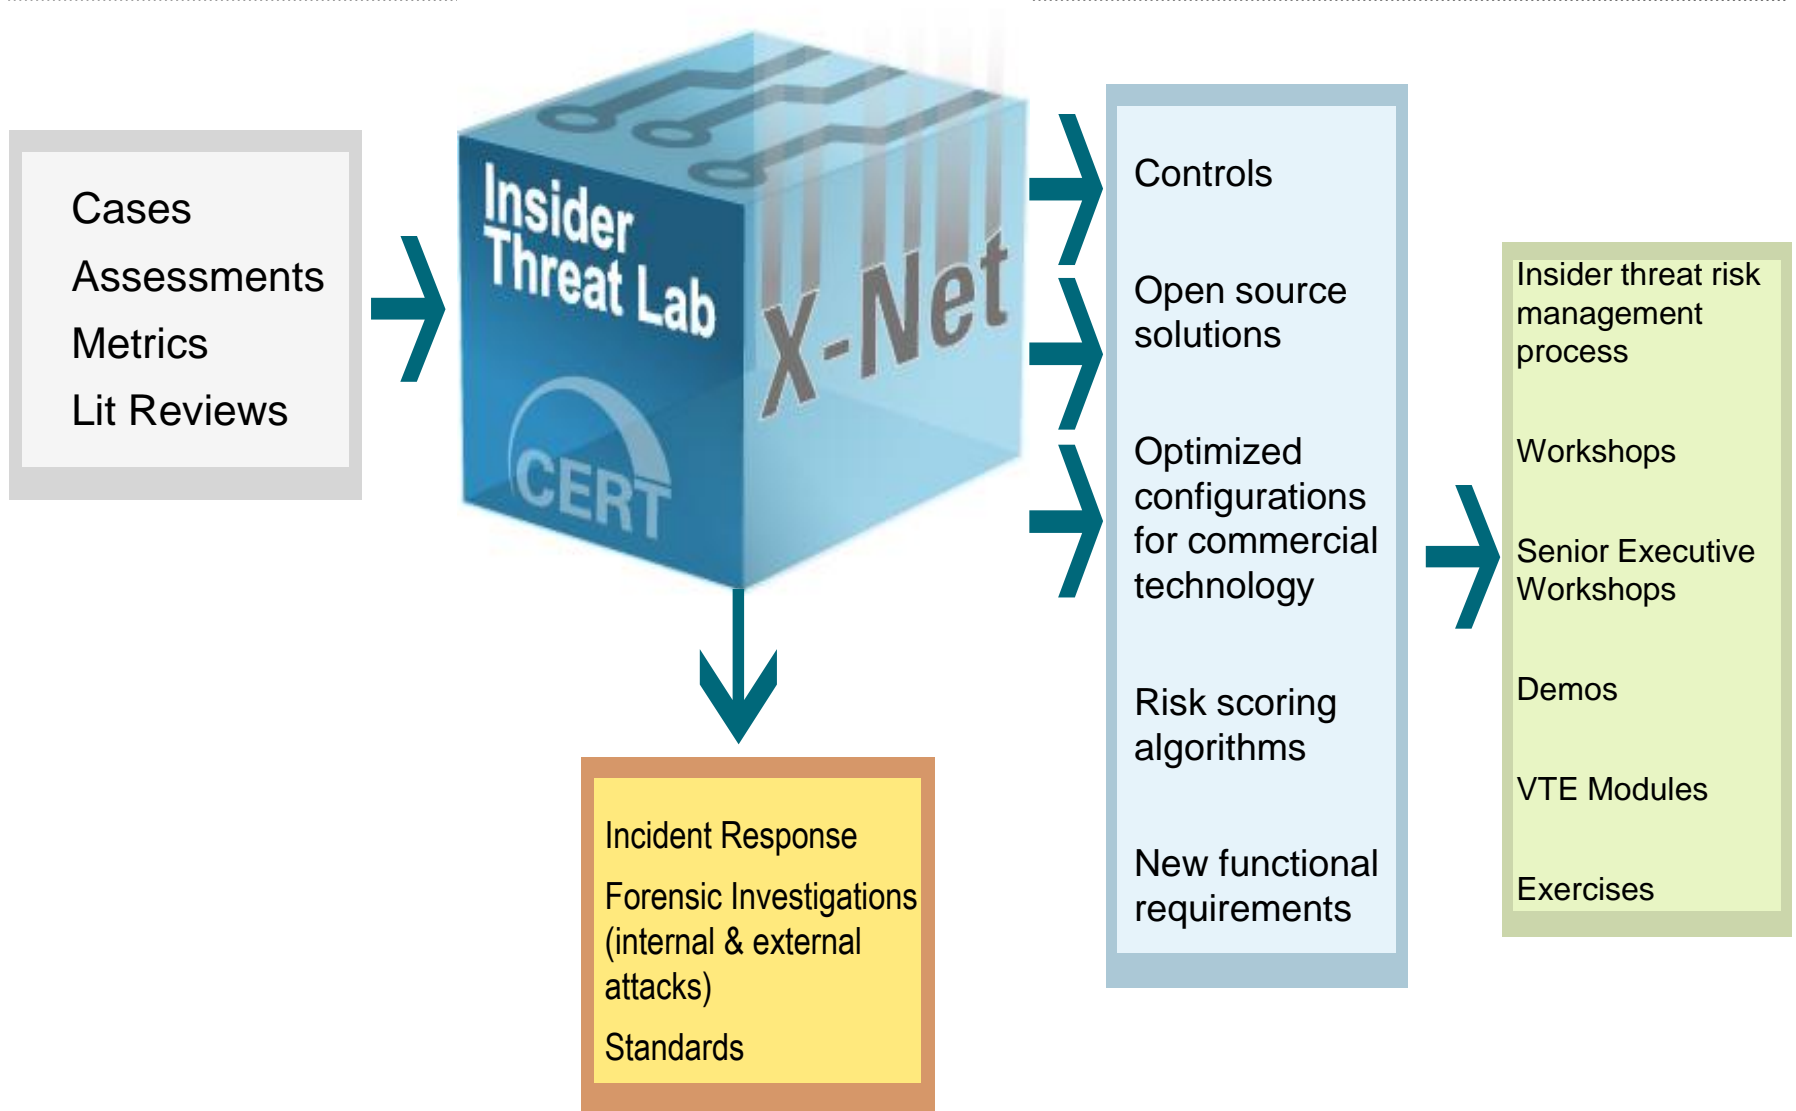 Cases
Assessments
Metrics
Lit Reviews
Insider
Threat Lab
CERT
X-Net
Controls
Open source
solutions
Optimized
configurations
for commercial
technology
Risk scoring
algorithms
New functional
requirements
Insider threat risk
management
process
Workshops
Senior Executive
Workshops
Demos
VTE Modules
Exercises
Incident Response
Forensic Investigations
(internal & external
attacks)
Standards